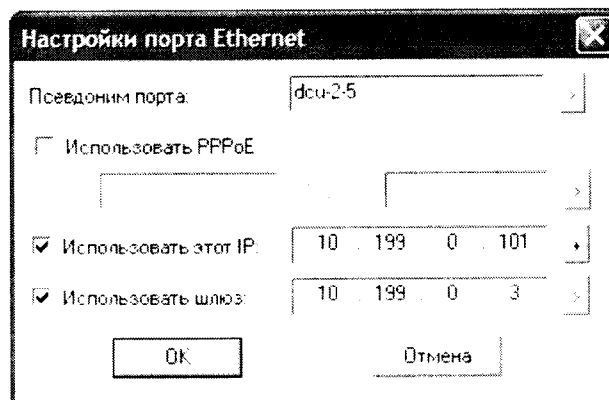 Настройки порта Ethernet
Псевдоним порта: dcu-2-5
Использовать PPPoE
Использовать этот IP: 10 . 199 . 0 . 101
Использовать шлюз: 10 . 199 . 0 . 3
OK Отмена